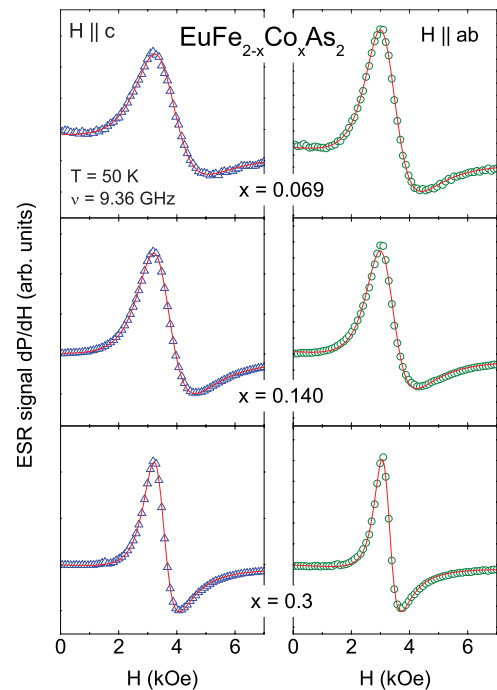 H || c
EuFe2-xCoxAs2
H || ab
T = 50 K
ν = 9.36 GHz
x = 0.069
x = 0.140
x = 0.3
ESR signal dP/dH (arb. units)
0 2 4 6 0 2 4 6
H (kOe) H (kOe)